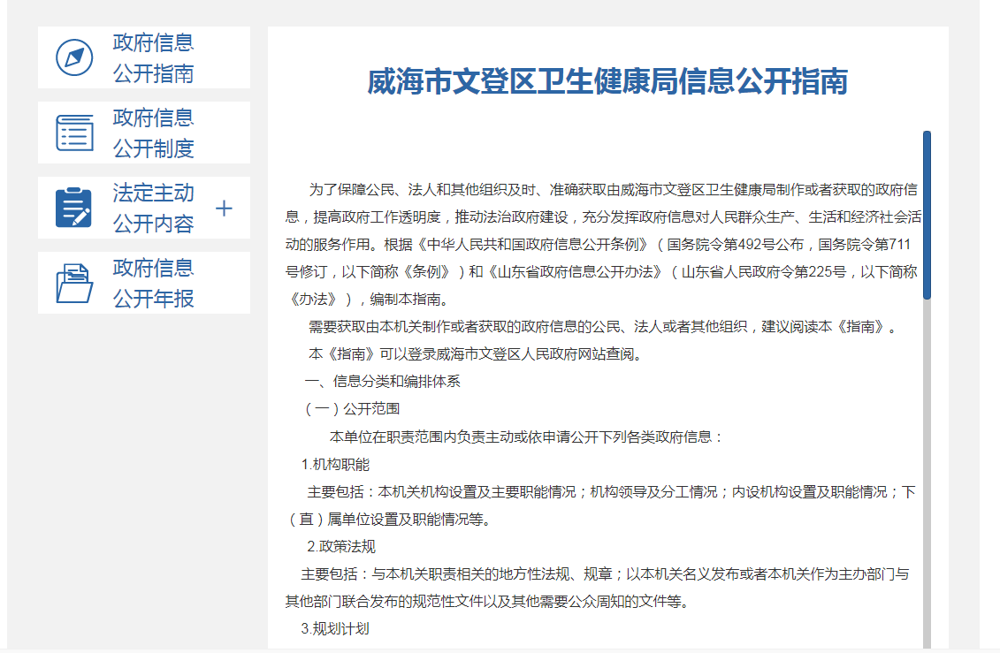 政府信息
公开指南
政府信息
公开制度
法定主动
公开内容
+
政府信息
公开年报
威海市文登区卫生健康局信息公开指南
为了保障公民、法人和其他组织及时、准确获取由威海市文登区卫生健康局制作或者获取的政府信
息，提高政府工作透明度，推动法治政府建设，充分发挥政府信息对人民群众生产、生活和经济社会活
动的服务作用。根据《中华人民共和国政府信息公开条例》（国务院令第492号公布，国务院令第711
号修订，以下简称《条例》）和《山东省政府信息公开办法》（山东省人民政府令第225号，以下简称
《办法》），编制本指南。
需要获取由本机关制作或者获取的政府信息的公民、法人或者其他组织，建议阅读本《指南》。
本《指南》可以登录威海市文登区人民政府网站查阅。
一、信息分类和编排体系
（一）公开范围
本单位在职责范围内负责主动或依申请公开下列各类政府信息：
1.机构职能
主要包括：本机关机构设置及主要职能情况；机构领导及分工情况；内设机构设置及职能情况；下
（直）属单位设置及职能情况等。
2.政策法规
主要包括：与本机关职责相关的地方性法规、规章；以本机关名义发布或者本机关作为主办部门与
其他部门联合发布的规范性文件以及其他需要公众周知的文件等。
3.规划计划